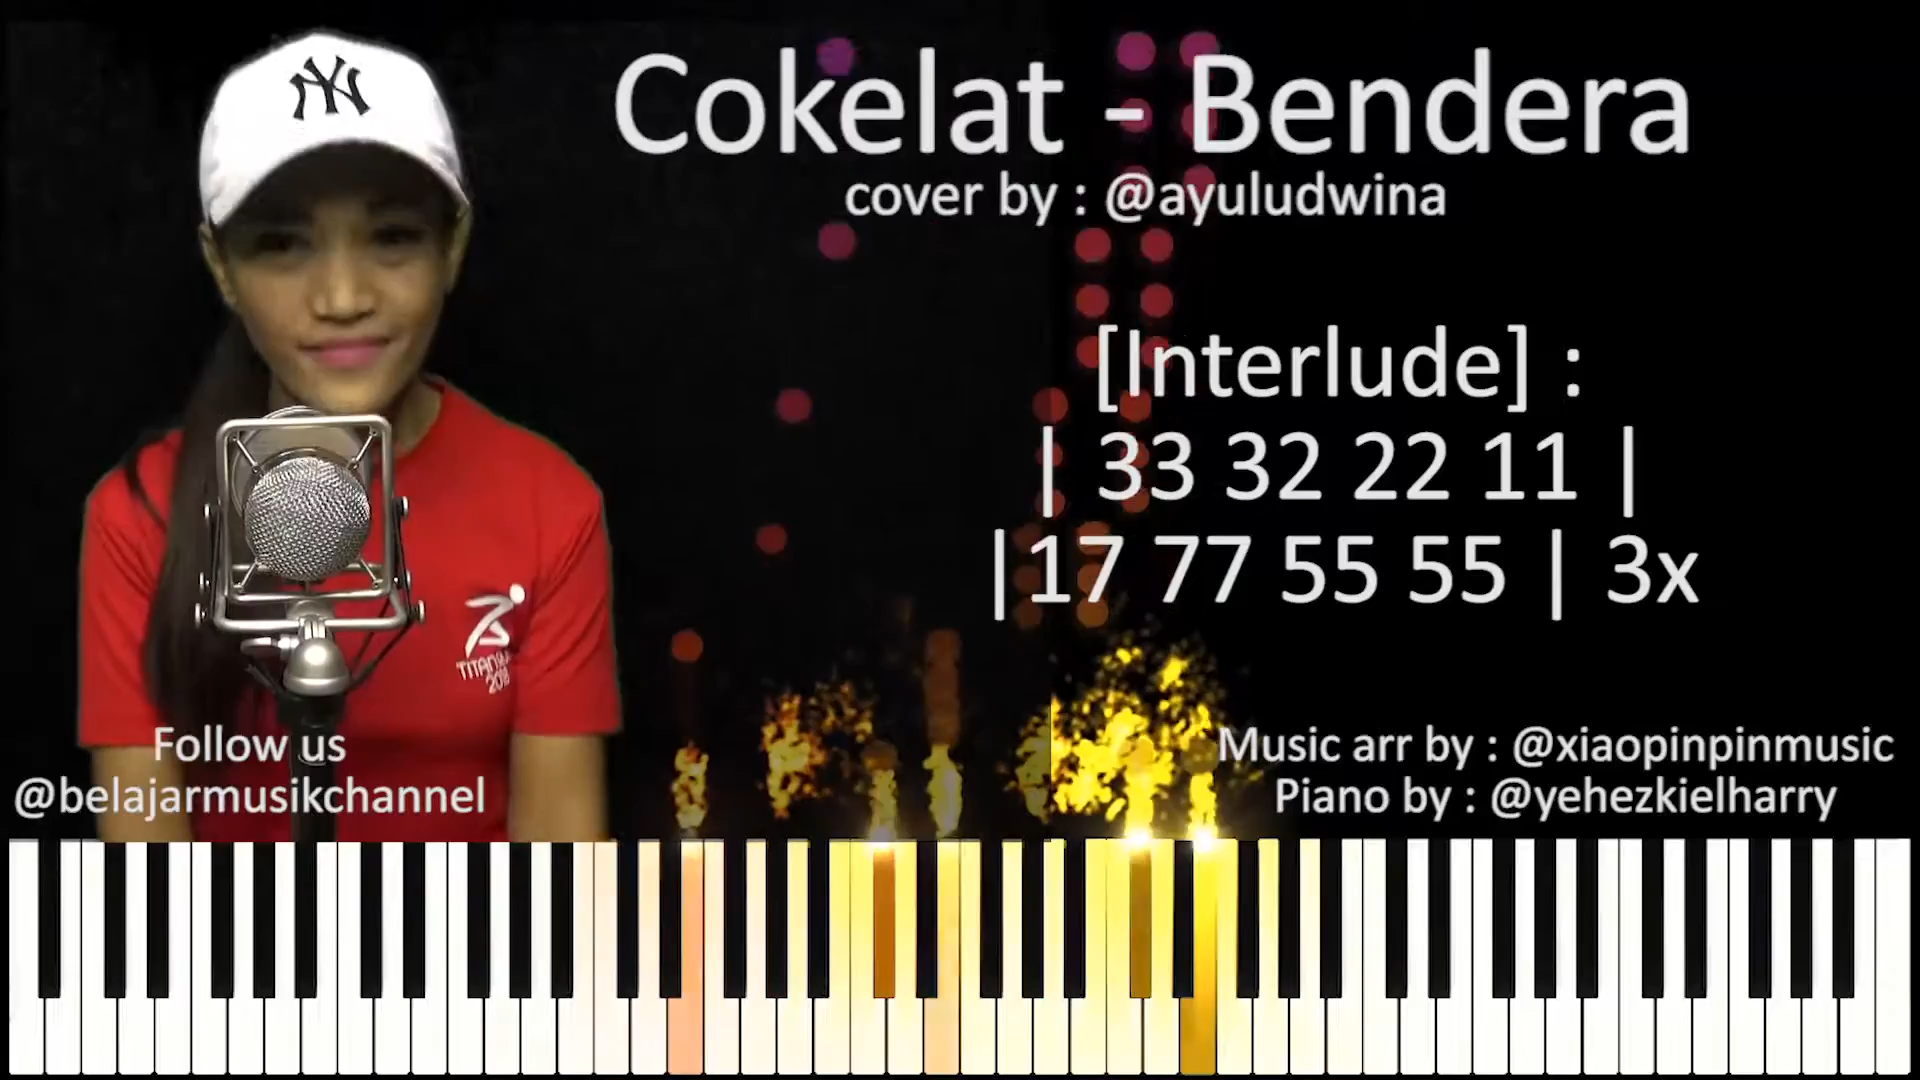 NY
Cokelat - Bendera
cover by : @ayuludwina
[Interlude] :
| 33 32 22 11 |
|17 77 55 55 | 3x
Follow us
@belajarmusikchannel
Music arr by : @xiaopinpinmusic
Piano by : @yehezkielharry